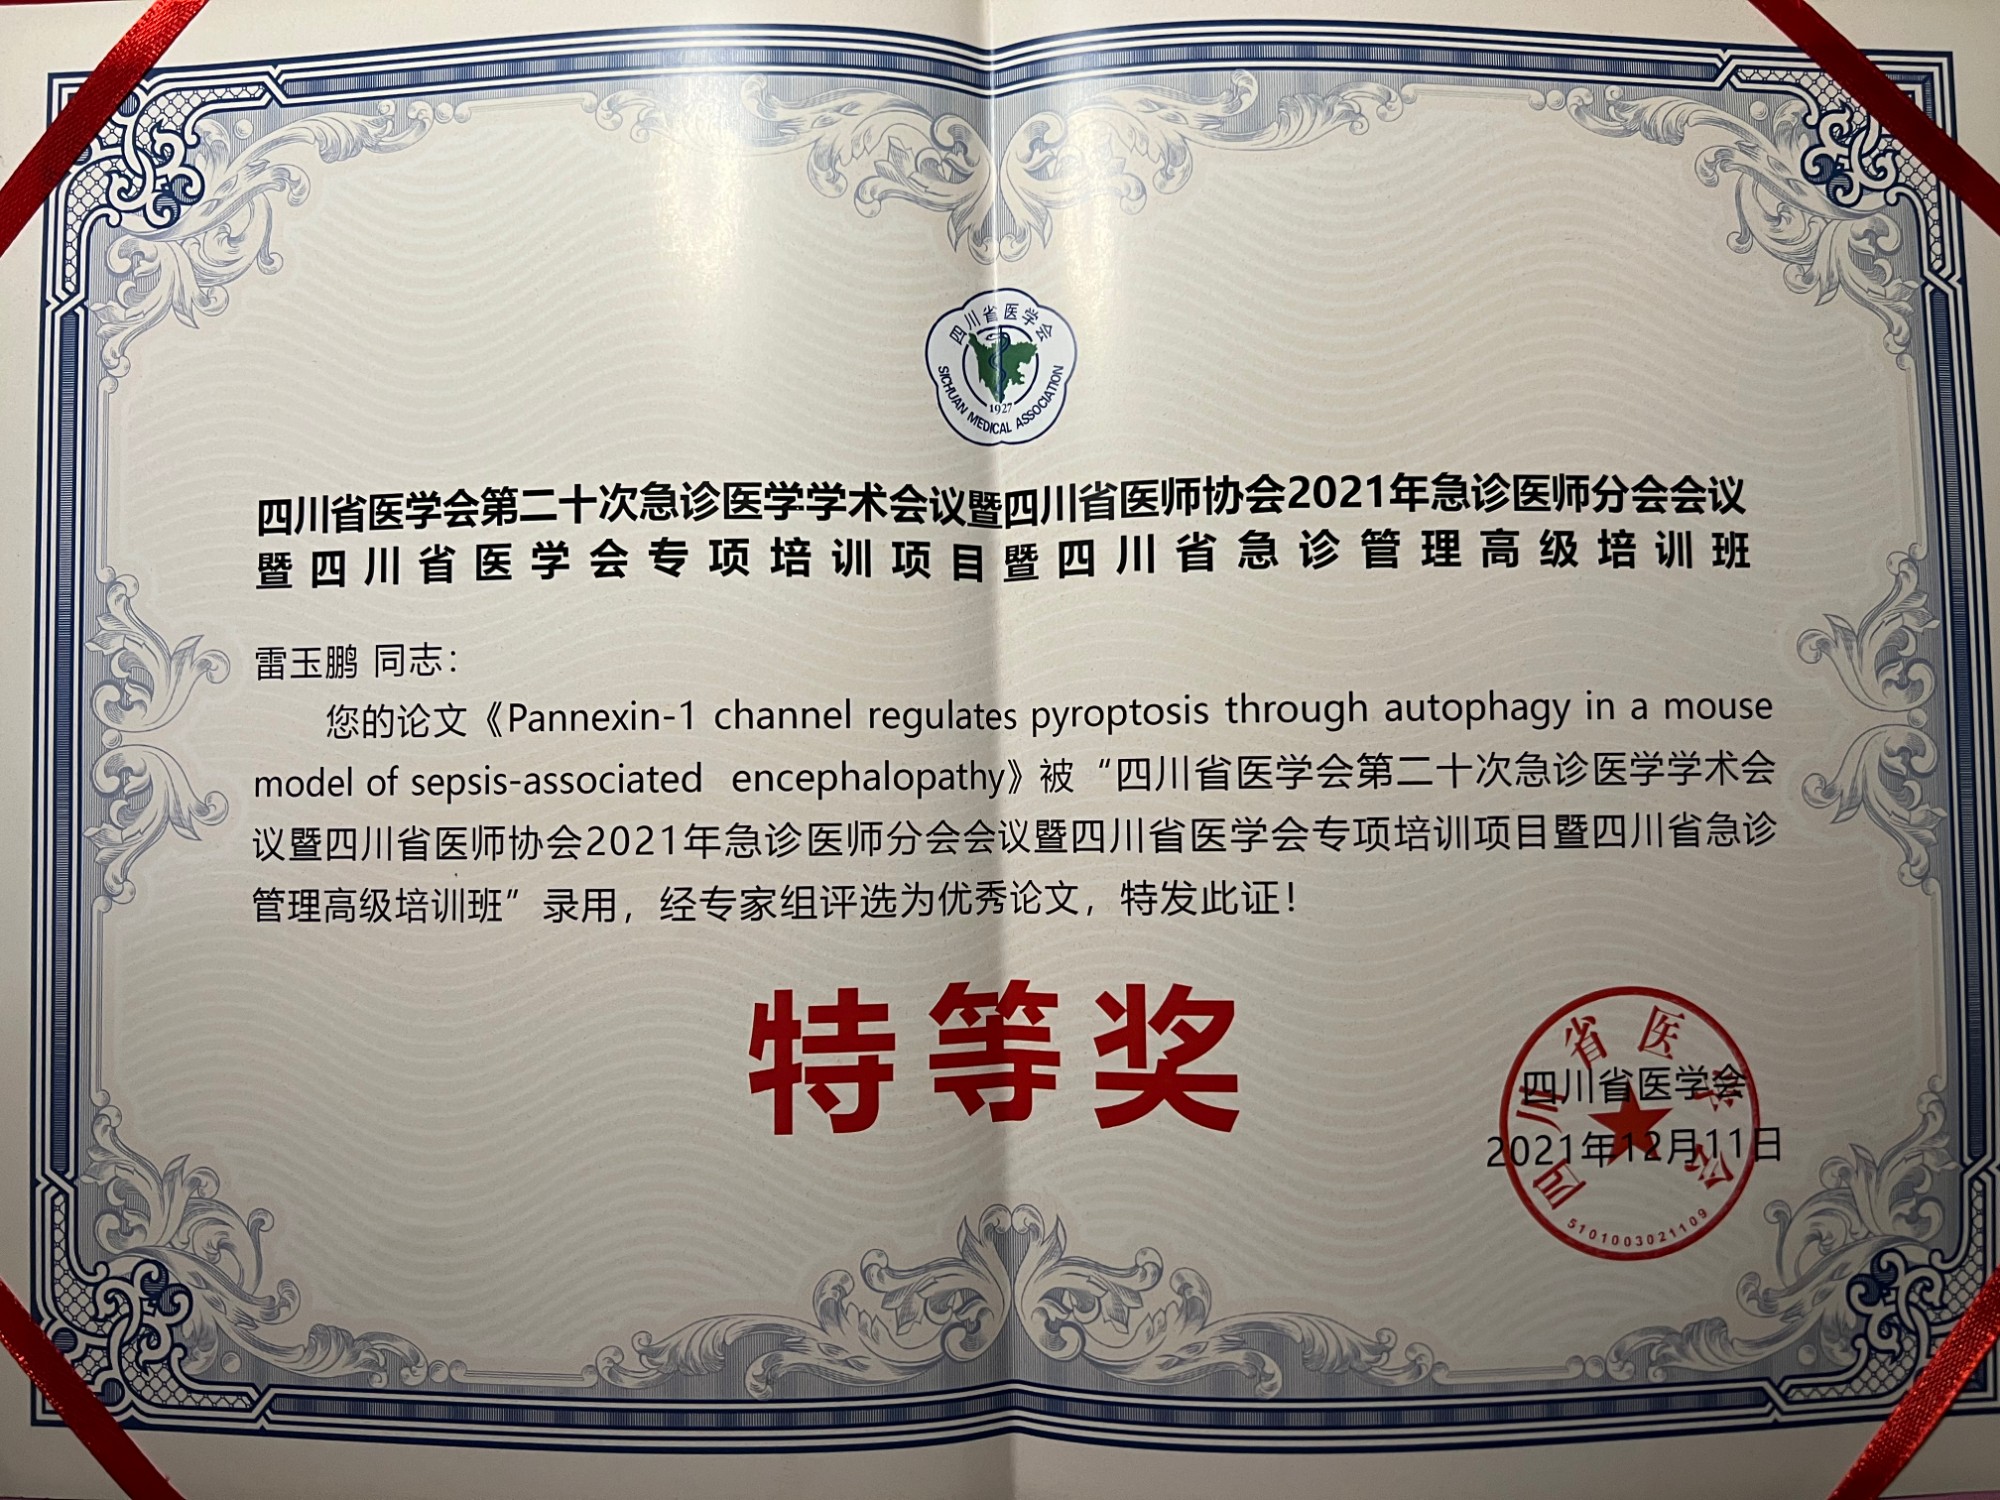 四川省医学会
1927
SICHUAN MEDICAL ASSOCIATION
四川省医学会第二十次急诊医学学术会议暨四川省医师协会2021年急诊医师分会会议
暨四川省医学会专项培训项目暨四川省急诊管理高级培训班
雷玉鹏 同志：
您的论文《Pannexin-1 channel regulates pyroptosis through autophagy in a mouse
model of sepsis-associated encephalopathy》被“四川省医学会第二十次急诊医学学术会
议暨四川省医师协会2021年急诊医师分会会议暨四川省医学会专项培训项目暨四川省急诊
管理高级培训班”录用，经专家组评选为优秀论文，特发此证！
特等奖
四川省医学会
四川省医学会
2021年12月11日
5101003021109